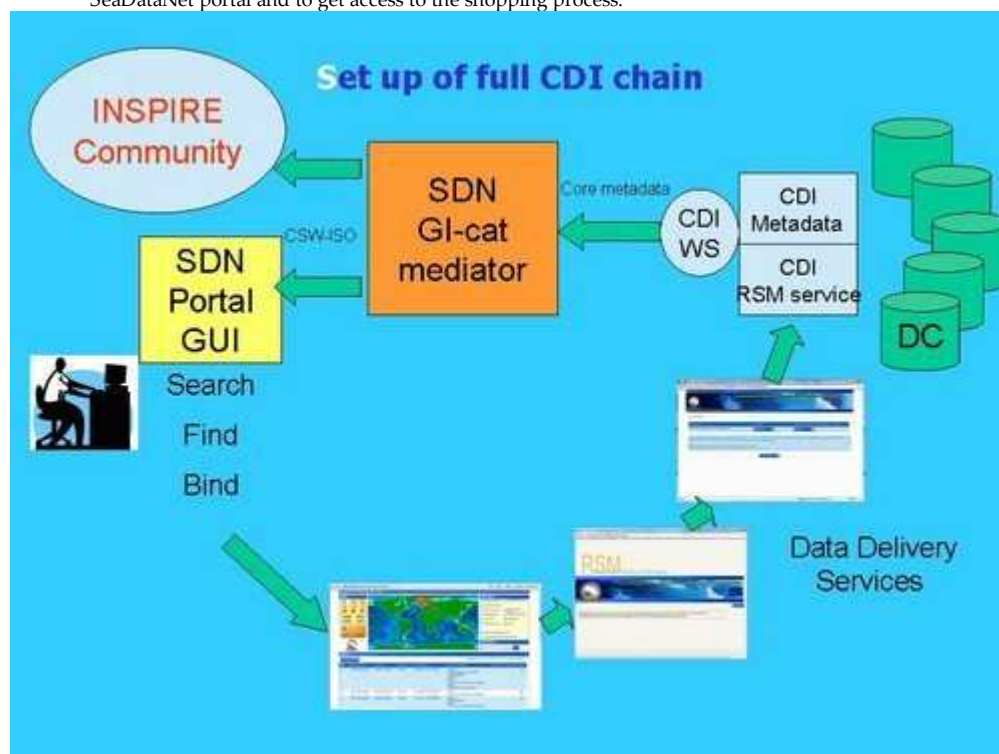 SeaDataNet portal and to get access to the shopping process.
Set up of full CDI chain
INSPIRE
Community
SDN
GI-cat
mediator
Core metadata
CDI
WS
CDI
Metadata
CDI
RSM service
DC
CSW-ISO
SDN
Portal
GUI
Search
Find
Bind
RSM
Data Delivery
Services